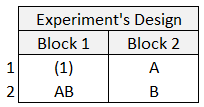 Experiment's Design
Block 1 Block 2
1 (1) A
2 AB B